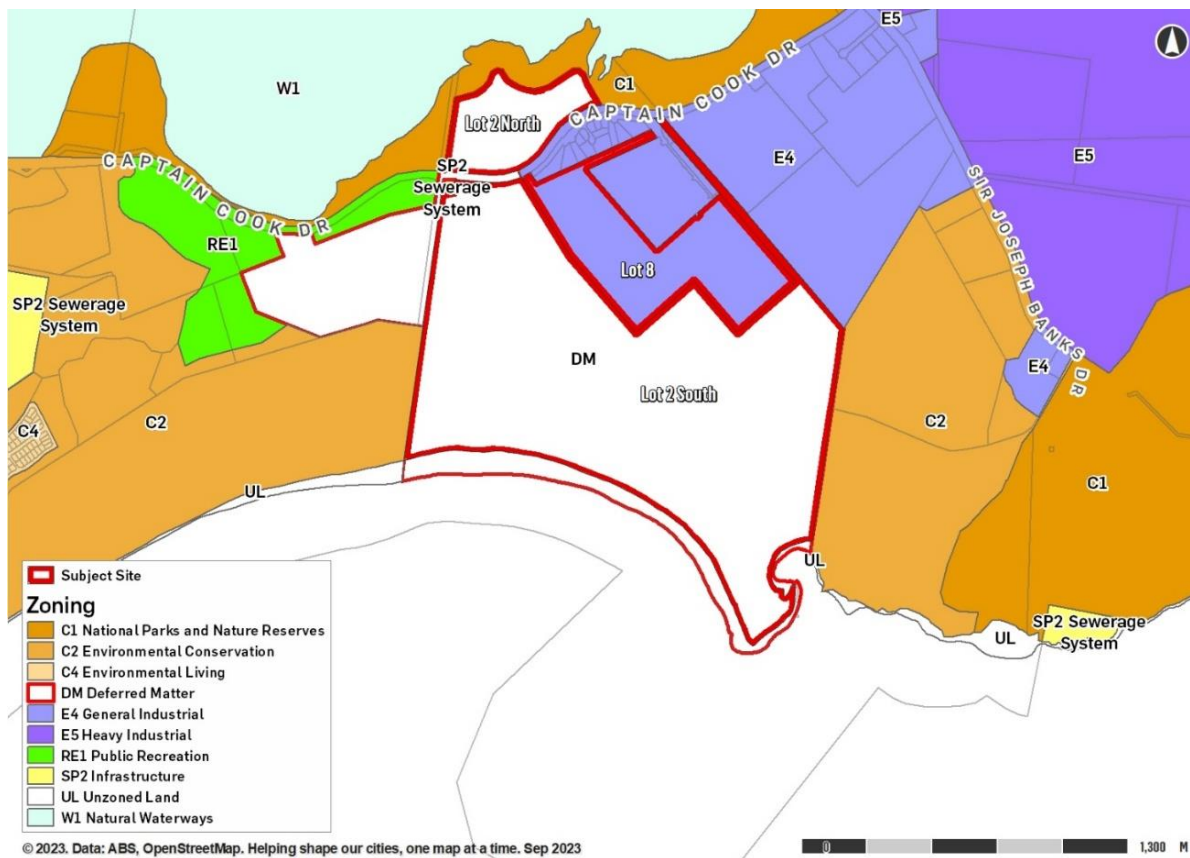 E5
W1
C1
CAPTAIN COOK DR
Lot 2 North
E4
E5
CAPTAIN COOK DR
SP2
Sewerage
System
SIR JOSEPH BANKS DR
RE1
Lot 8
SP2 Sewerage
System
DM
Lot 2 South
E4
C4
C2
C2
C1
UL
UL
SP2 Sewerage
System
UL
Subject Site
Zoning
C1 National Parks and Nature Reserves
C2 Environmental Conservation
C4 Environmental Living
DM Deferred Matter
E4 General Industrial
E5 Heavy Industrial
RE1 Public Recreation
SP2 Infrastructure
UL Unzoned Land
W1 Natural Waterways
© 2023. Data: ABS, OpenStreetMap. Helping shape our cities, one map at a time. Sep 2023
0 1,300 M